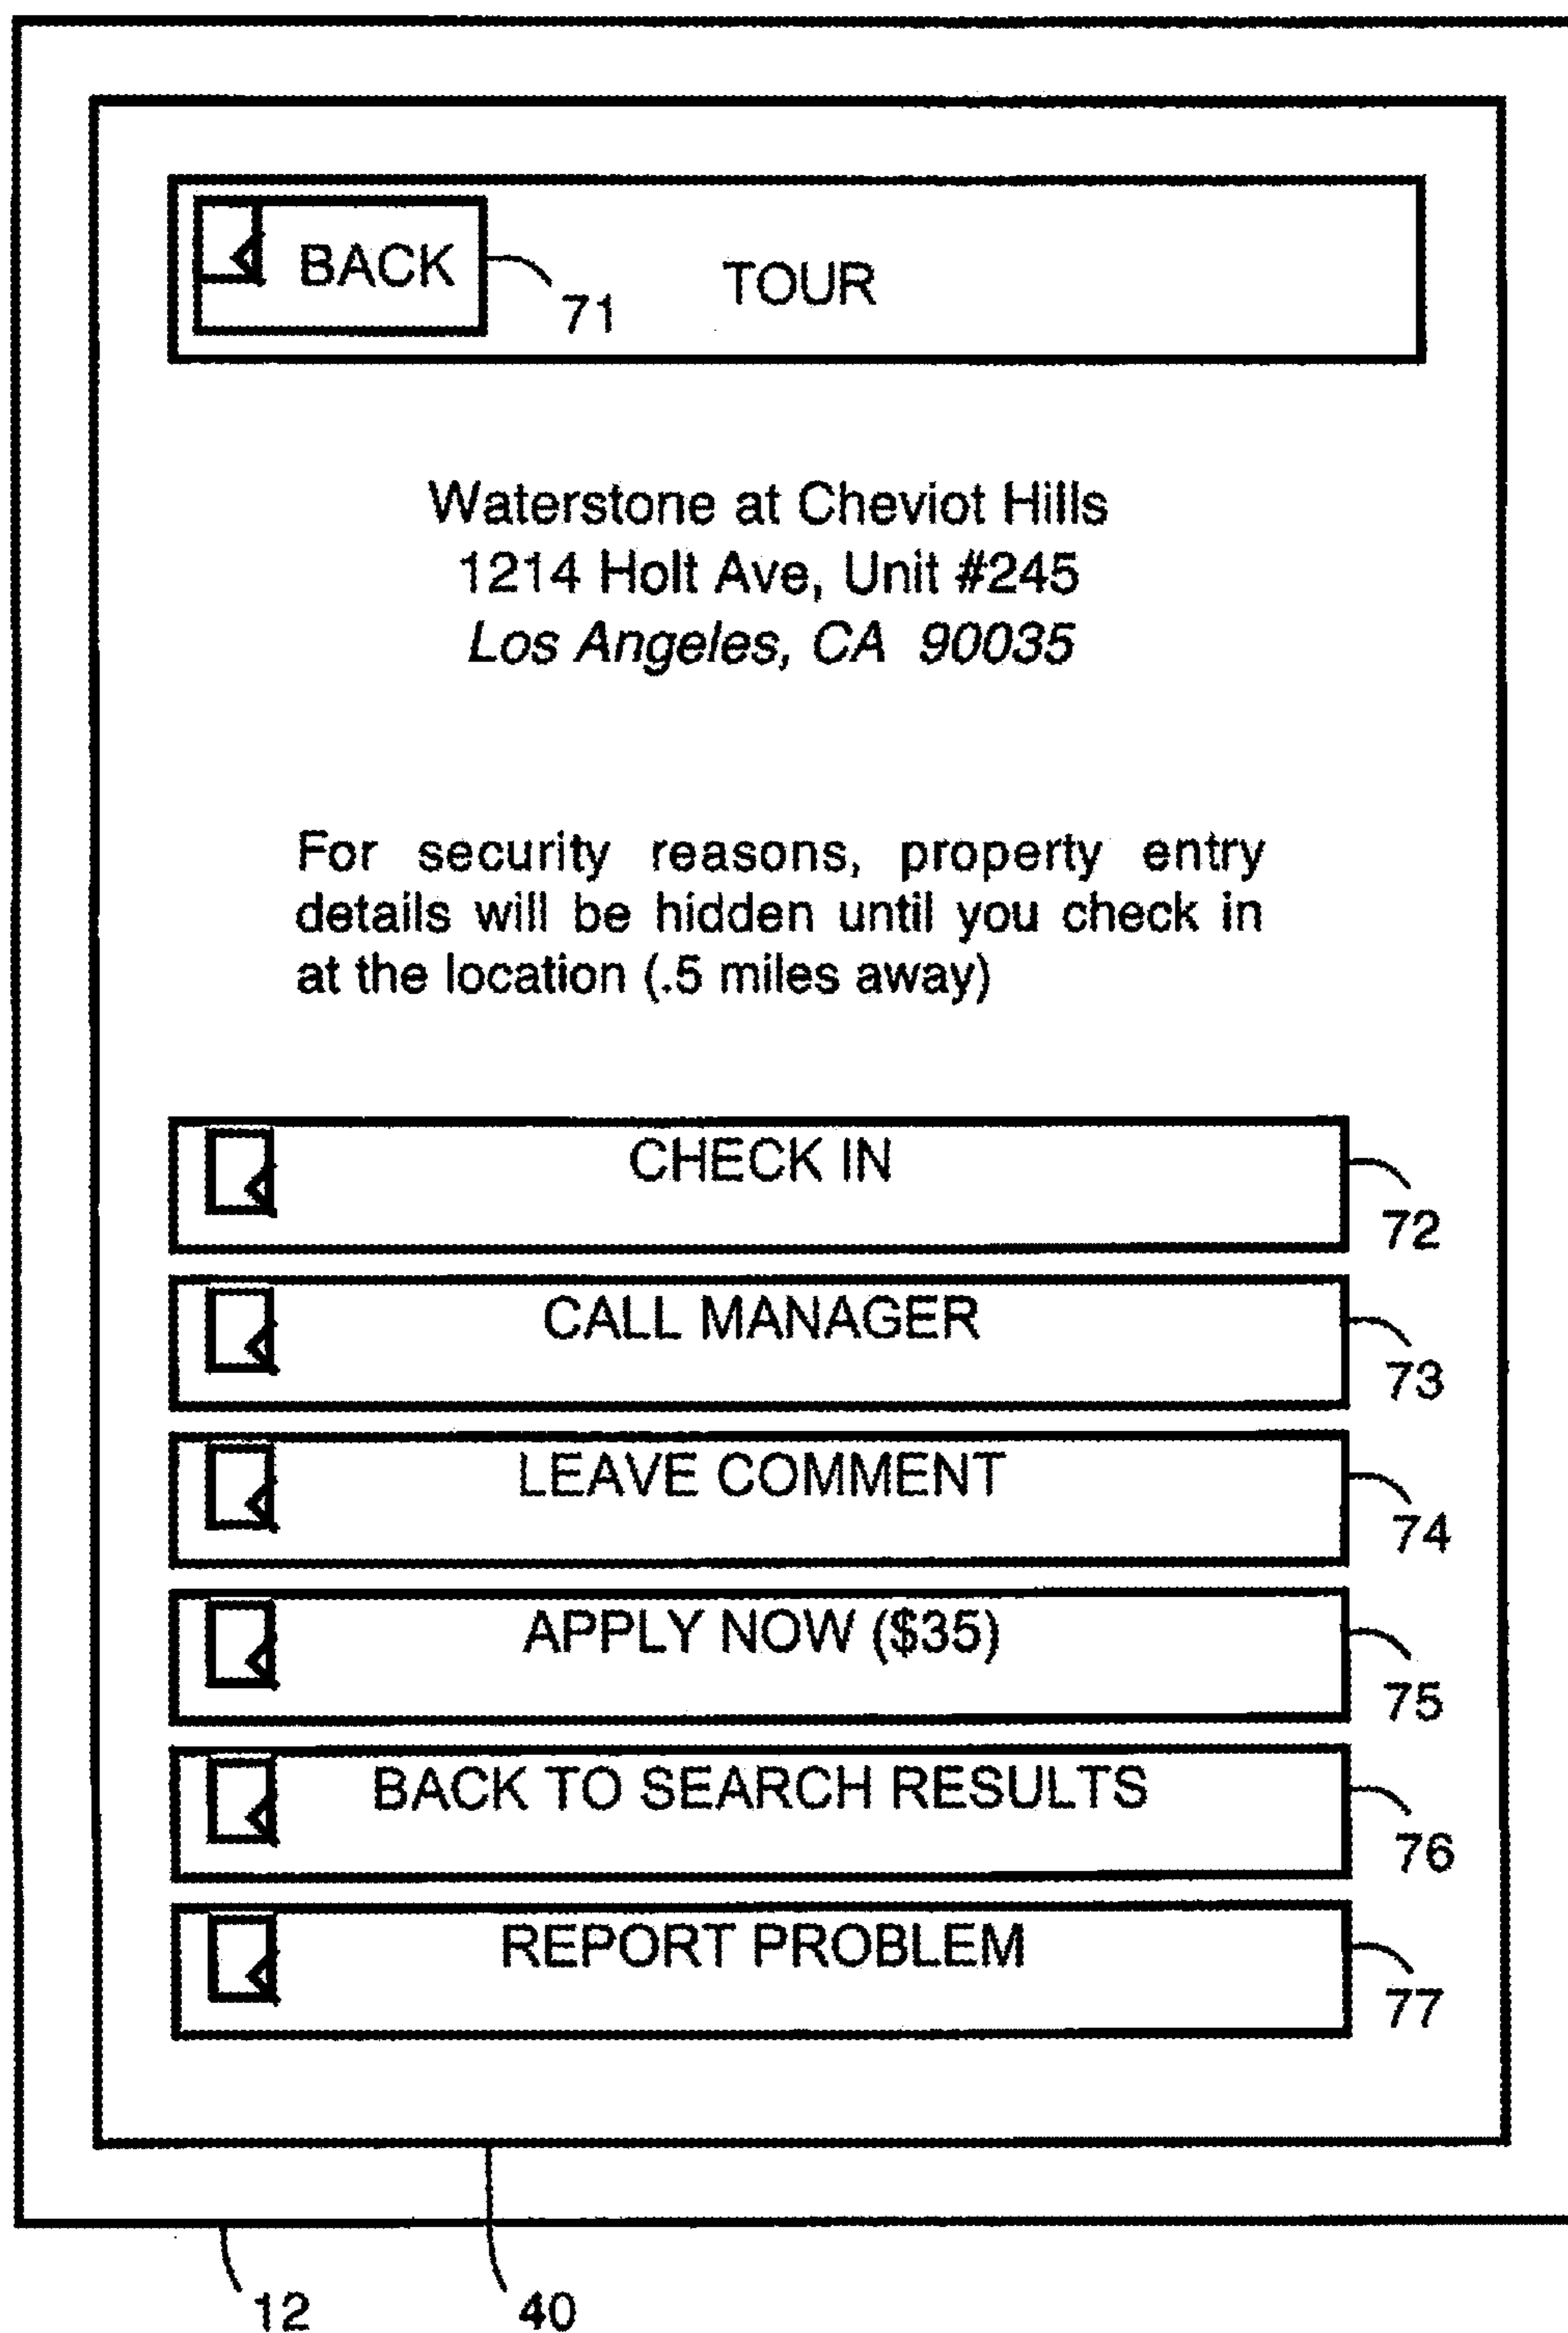 BACK
71
TOUR
Waterstone at Cheviot Hills
1214 Holt Ave, Unit #245
Los Angeles, CA 90035
For security reasons, property entry
details will be hidden until you check in
at the location (.5 miles away)
CHECK IN
72
CALL MANAGER
73
LEAVE COMMENT
74
APPLY NOW ($35)
75
BACK TO SEARCH RESULTS
76
REPORT PROBLEM
77
12
40